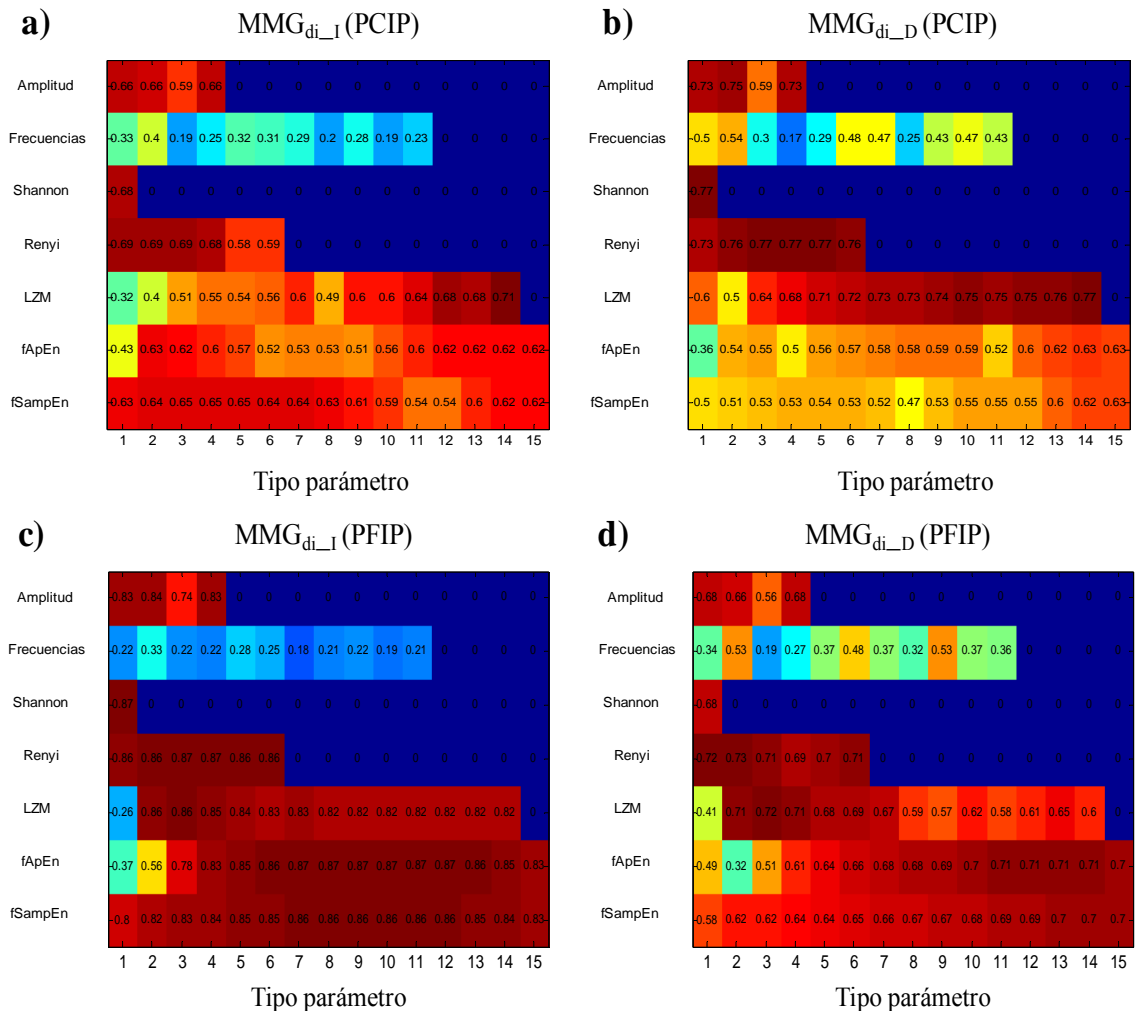 a) MMGdi_I (PCIP)
Amplitud 0.66 0.66 0.59 0.66 0 0 0 0 0 0 0 0 0 0 0
Frecuencias 0.33 0.4 0.19 0.25 0.32 0.31 0.29 0.2 0.28 0.19 0.23 0 0 0 0
Shannon 0.68 0 0 0 0 0 0 0 0 0 0 0 0 0 0
Renyi 0.69 0.69 0.69 0.68 0.58 0.59 0 0 0 0 0 0 0 0 0
LZM 0.32 0.4 0.51 0.55 0.54 0.56 0.6 0.49 0.6 0.6 0.64 0.68 0.68 0.71 0
fApEn 0.43 0.63 0.62 0.6 0.57 0.52 0.53 0.53 0.51 0.56 0.6 0.62 0.62 0.62 0.62
fSampEn 0.63 0.64 0.65 0.65 0.65 0.64 0.64 0.63 0.61 0.59 0.54 0.54 0.6 0.62 0.62
1 2 3 4 5 6 7 8 9 10 11 12 13 14 15
Tipo parámetro
b) MMGdi_D (PCIP)
Amplitud 0.73 0.75 0.59 0.73 0 0 0 0 0 0 0 0 0 0 0
Frecuencias 0.5 0.54 0.3 0.17 0.29 0.48 0.47 0.25 0.43 0.47 0.43 0 0 0 0
Shannon 0.77 0 0 0 0 0 0 0 0 0 0 0 0 0 0
Renyi 0.73 0.76 0.77 0.77 0.77 0.76 0 0 0 0 0 0 0 0 0
LZM 0.6 0.5 0.64 0.68 0.71 0.72 0.73 0.73 0.74 0.75 0.75 0.75 0.76 0.77 0
fApEn 0.36 0.54 0.55 0.5 0.56 0.57 0.58 0.58 0.59 0.59 0.52 0.6 0.62 0.63 0.63
fSampEn 0.5 0.51 0.53 0.53 0.54 0.53 0.52 0.47 0.53 0.55 0.55 0.55 0.6 0.62 0.63
1 2 3 4 5 6 7 8 9 10 11 12 13 14 15
Tipo parámetro
c) MMGdi_I (PFIP)
Amplitud 0.83 0.84 0.74 0.83 0 0 0 0 0 0 0 0 0 0 0
Frecuencias 0.22 0.33 0.22 0.22 0.28 0.25 0.18 0.21 0.22 0.19 0.21 0 0 0 0
Shannon 0.87 0 0 0 0 0 0 0 0 0 0 0 0 0 0
Renyi 0.86 0.86 0.87 0.87 0.86 0.86 0 0 0 0 0 0 0 0 0
LZM 0.26 0.86 0.86 0.85 0.84 0.83 0.83 0.82 0.82 0.82 0.82 0.82 0.82 0.82 0
fApEn 0.37 0.56 0.78 0.83 0.85 0.86 0.87 0.87 0.87 0.87 0.87 0.87 0.86 0.85 0.83
fSampEn 0.8 0.82 0.83 0.84 0.85 0.85 0.86 0.86 0.86 0.86 0.86 0.86 0.85 0.84 0.83
1 2 3 4 5 6 7 8 9 10 11 12 13 14 15
Tipo parámetro
d) MMGdi_D (PFIP)
Amplitud 0.68 0.66 0.56 0.68 0 0 0 0 0 0 0 0 0 0 0
Frecuencias 0.34 0.53 0.19 0.27 0.37 0.48 0.37 0.32 0.53 0.37 0.36 0 0 0 0
Shannon 0.68 0 0 0 0 0 0 0 0 0 0 0 0 0 0
Renyi 0.72 0.73 0.71 0.69 0.7 0.71 0 0 0 0 0 0 0 0 0
LZM 0.41 0.71 0.72 0.71 0.68 0.69 0.67 0.59 0.57 0.62 0.58 0.61 0.65 0.6 0
fApEn 0.49 0.32 0.51 0.61 0.64 0.66 0.68 0.68 0.69 0.7 0.71 0.71 0.71 0.71 0.7
fSampEn 0.58 0.62 0.62 0.64 0.64 0.65 0.66 0.67 0.67 0.68 0.69 0.69 0.7 0.7 0.7
1 2 3 4 5 6 7 8 9 10 11 12 13 14 15
Tipo parámetro